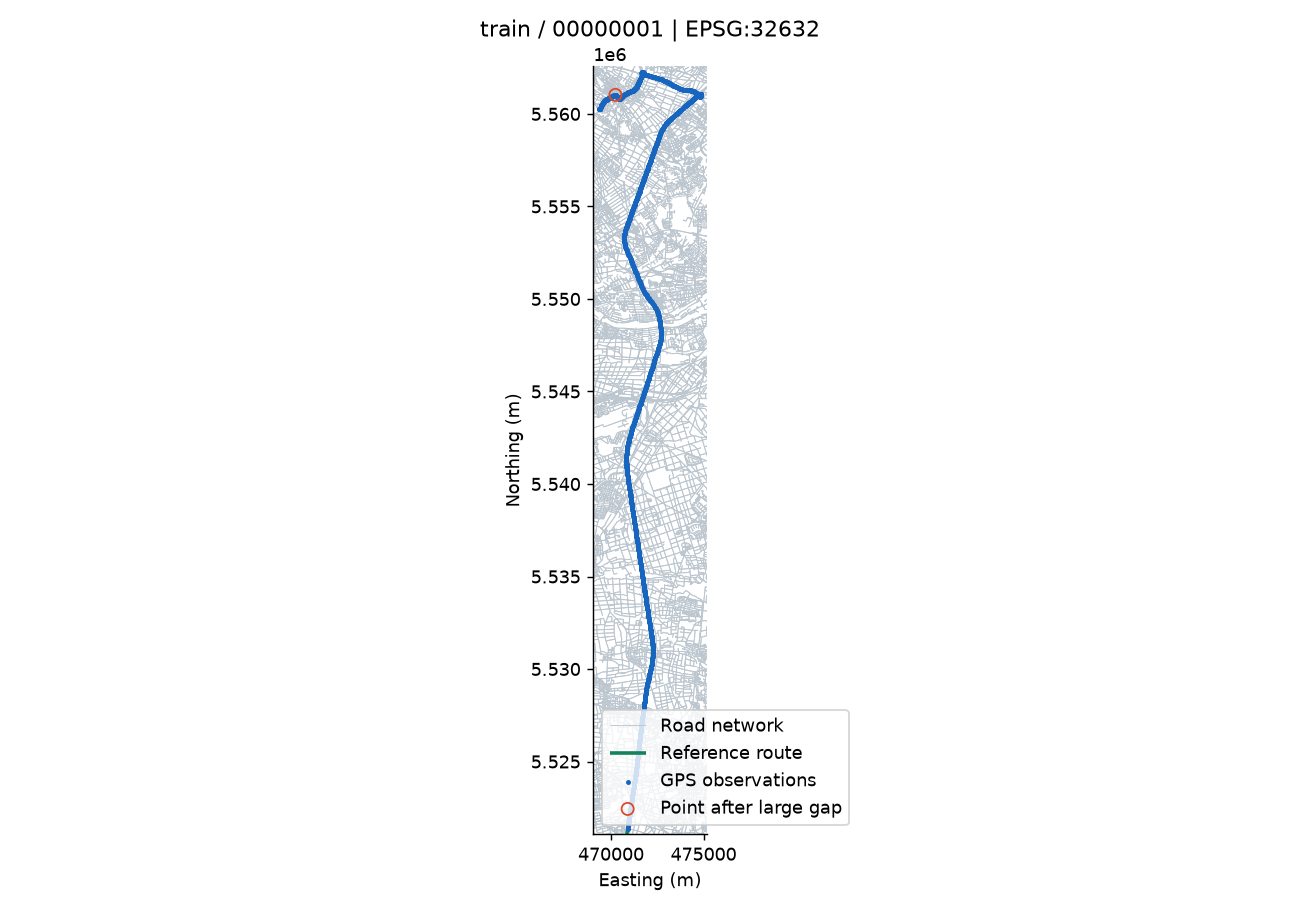 train / 00000001 | EPSG:32632
1e6
5.560
5.555
5.550
5.545
5.540
5.535
5.530
5.525
Northing (m)
Road network
Reference route
GPS observations
Point after large gap
470000 475000
Easting (m)